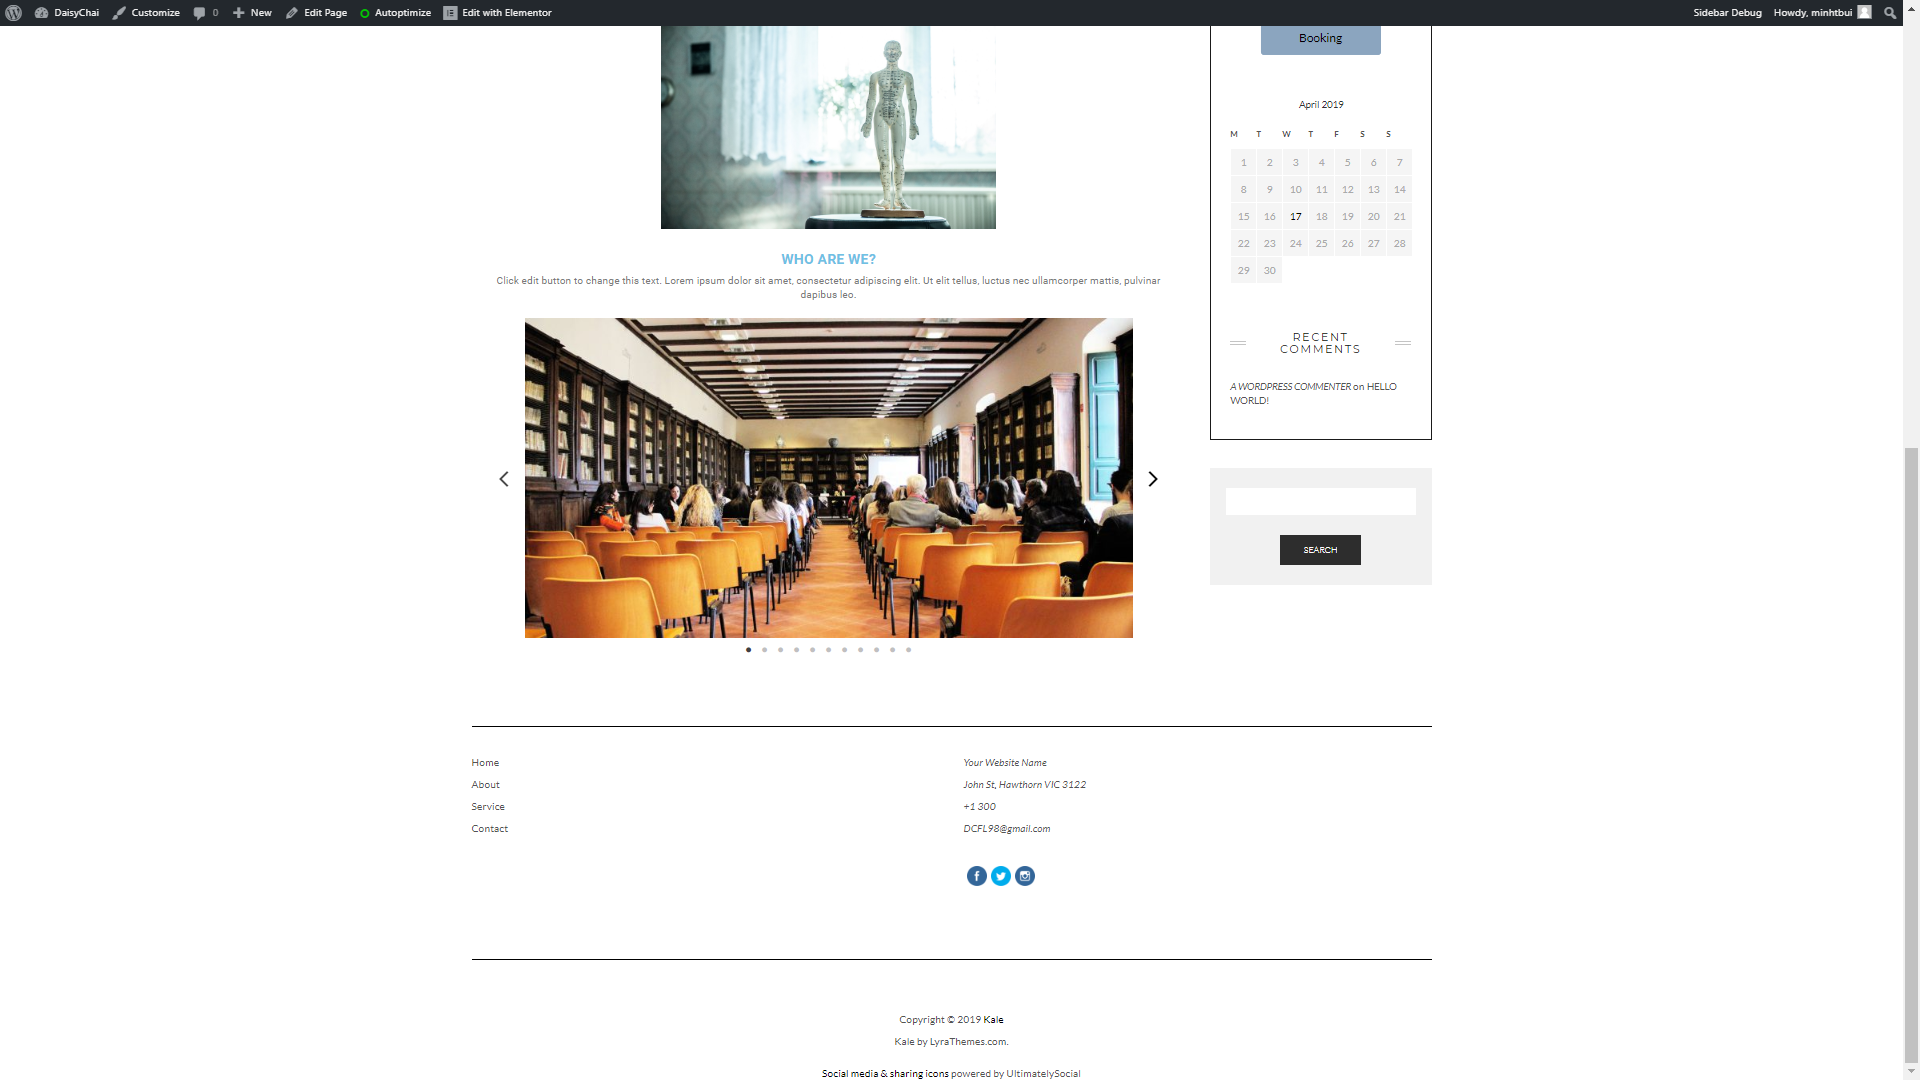 DaisyChai Customize 0 New Edit Page Autoptimize Edit with Elementor Sidebar Debug Howdy, minhtbui
WHO ARE WE?
Click edit button to change this text. Lorem ipsum dolor sit amet, consectetur adipiscing elit. Ut elit tellus, luctus nec ullamcorper mattis, pulvinar
dapibus leo.
Booking
April 2019
M T W T F S S
1 2 3 4 5 6 7
8 9 10 11 12 13 14
15 16 17 18 19 20 21
22 23 24 25 26 27 28
29 30
RECENT
COMMENTS
A WORDPRESS COMMENTER on HELLO
WORLD!
SEARCH
Home
About
Service
Contact
Your Website Name
John St, Hawthorn VIC 3122
+1 300
DCFL98@gmail.com
Copyright © 2019 Kale
Kale by LyraThemes.com.
Social media & sharing icons powered by UltimatelySocial